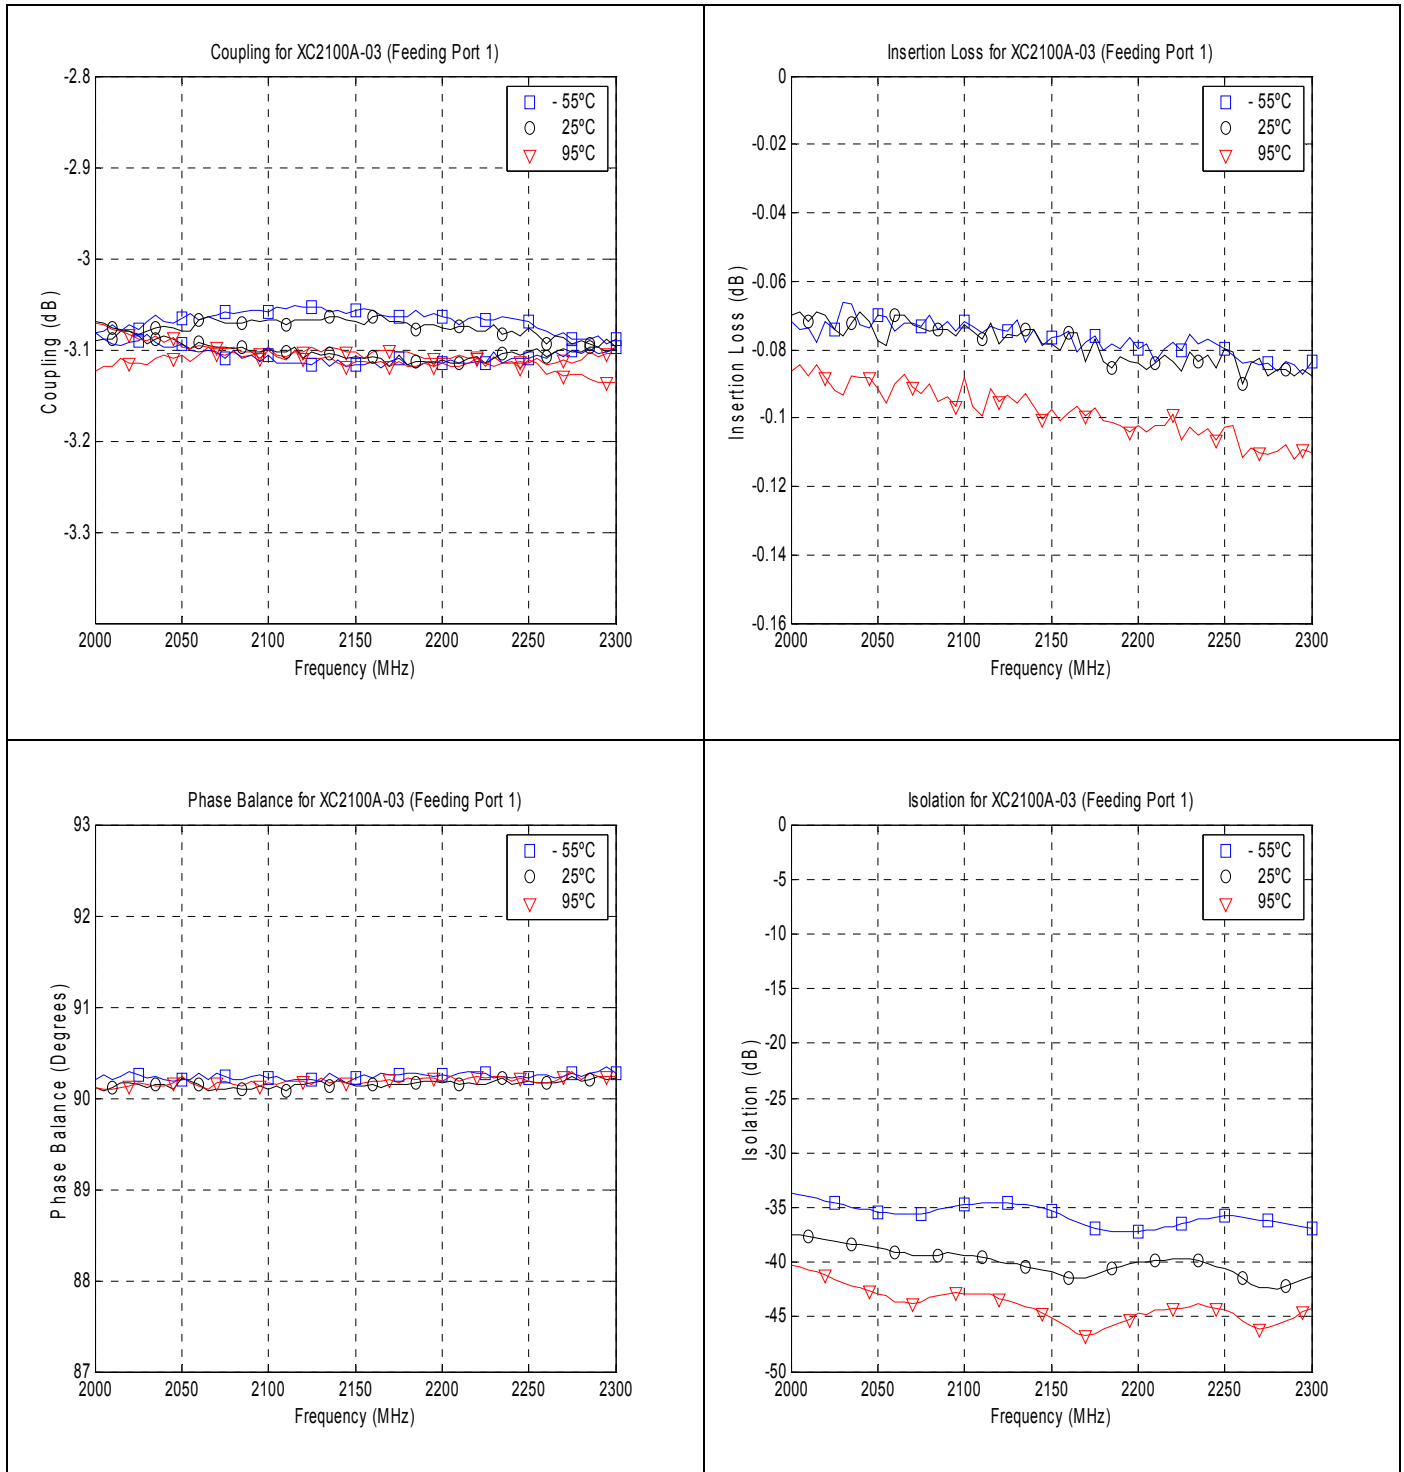 Coupling for XC2100A-03 (Feeding Port 1)
-2.8
-2.9
-3
-3.1
-3.2
-3.3
Coupling (dB)
- 55ºC
25ºC
95ºC
2000 2050 2100 2150 2200 2250 2300
Frequency (MHz)
Insertion Loss for XC2100A-03 (Feeding Port 1)
0
-0.02
-0.04
-0.06
-0.08
-0.1
-0.12
-0.14
-0.16
Insertion Loss (dB)
- 55ºC
25ºC
95ºC
2000 2050 2100 2150 2200 2250 2300
Frequency (MHz)
Phase Balance for XC2100A-03 (Feeding Port 1)
93
92
91
90
89
88
87
Phase Balance (Degrees)
- 55ºC
25ºC
95ºC
2000 2050 2100 2150 2200 2250 2300
Frequency (MHz)
Isolation for XC2100A-03 (Feeding Port 1)
0
-5
-10
-15
-20
-25
-30
-35
-40
-45
-50
Isolation (dB)
- 55ºC
25ºC
95ºC
2000 2050 2100 2150 2200 2250 2300
Frequency (MHz)